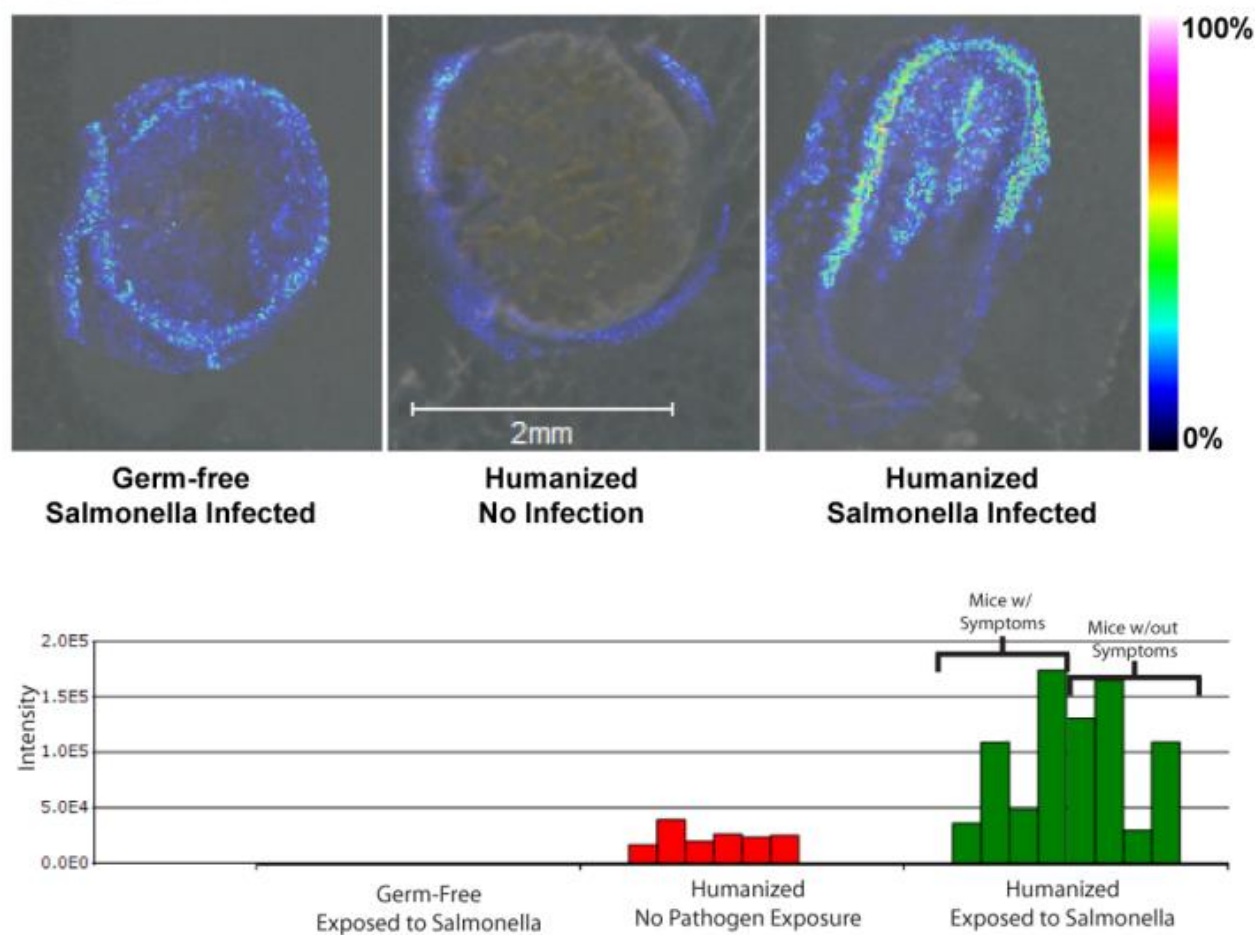 100%
2mm
0%
Germ-free
Salmonella Infected
Humanized
No Infection
Humanized
Salmonella Infected
Mice w/
Symptoms
Mice w/out
Symptoms
2.0E5
1.5E5
1.0E5
5.0E4
0.0E0
Intensity
Germ-Free
Exposed to Salmonella
Humanized
No Pathogen Exposure
Humanized
Exposed to Salmonella